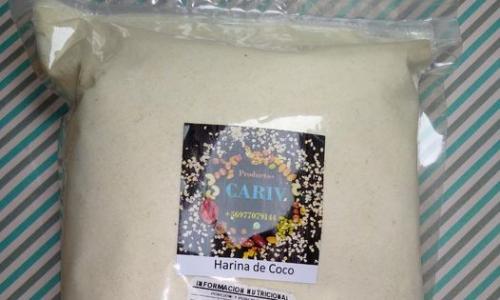 Productos
CARIV
+56977079144
Harina de Coco
INFORMACION NUTRICIONAL